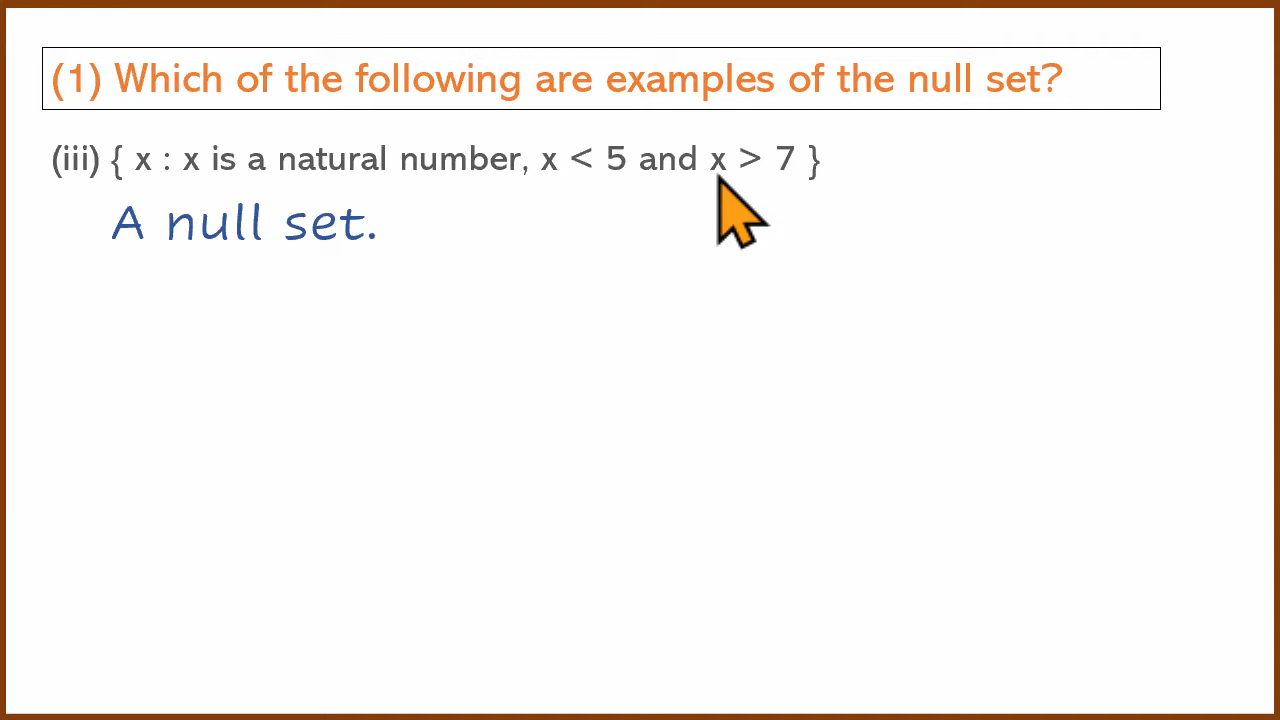 (1) Which of the following are examples of the null set?
(iii) { x : x is a natural number, x < 5 and x > 7 }
A null set.